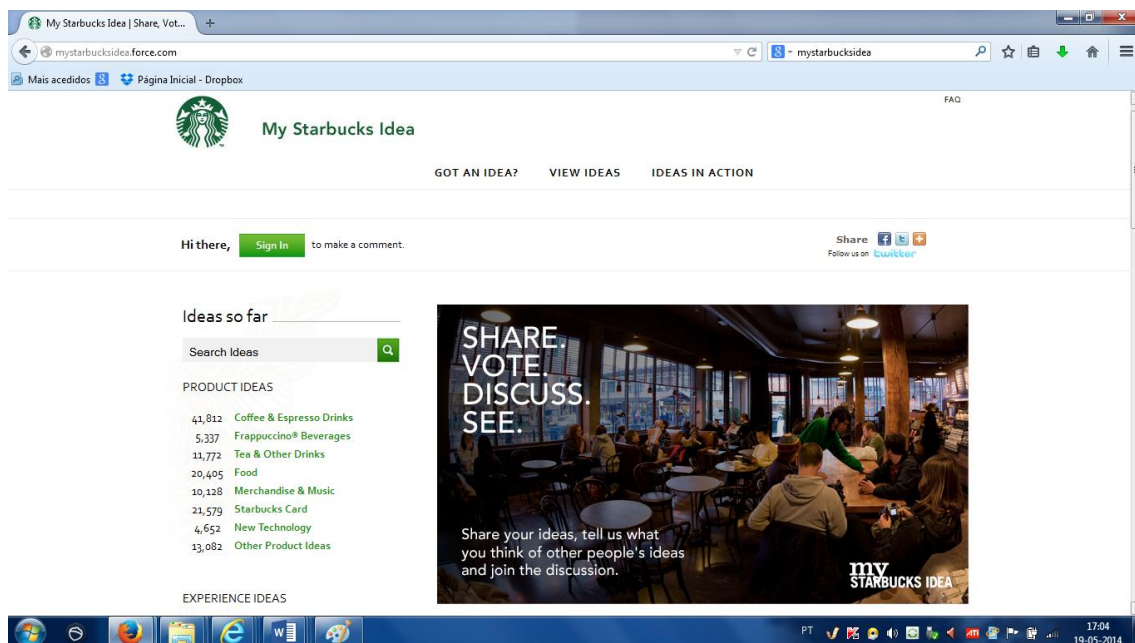 My Starbucks Idea | Share, Vot...
mystarbucksidea.force.com
mystarbucksidea
Mais acedidos
Página Inicial - Dropbox
FAQ
My Starbucks Idea
GOT AN IDEA? VIEW IDEAS IDEAS IN ACTION
Hi there, Sign In to make a comment.
Share
Follow us on twitter
Ideas so far
Search Ideas
PRODUCT IDEAS
41,812 Coffee & Espresso Drinks
5,337 Frappuccino® Beverages
11,772 Tea & Other Drinks
20,405 Food
10,128 Merchandise & Music
21,579 Starbucks Card
4,652 New Technology
13,082 Other Product Ideas
EXPERIENCE IDEAS
SHARE.
VOTE.
DISCUSS.
SEE.
Share your ideas, tell us what
you think of other people's ideas
and join the discussion.
my
STARBUCKS IDEA
PT
17:04
19-05-2014